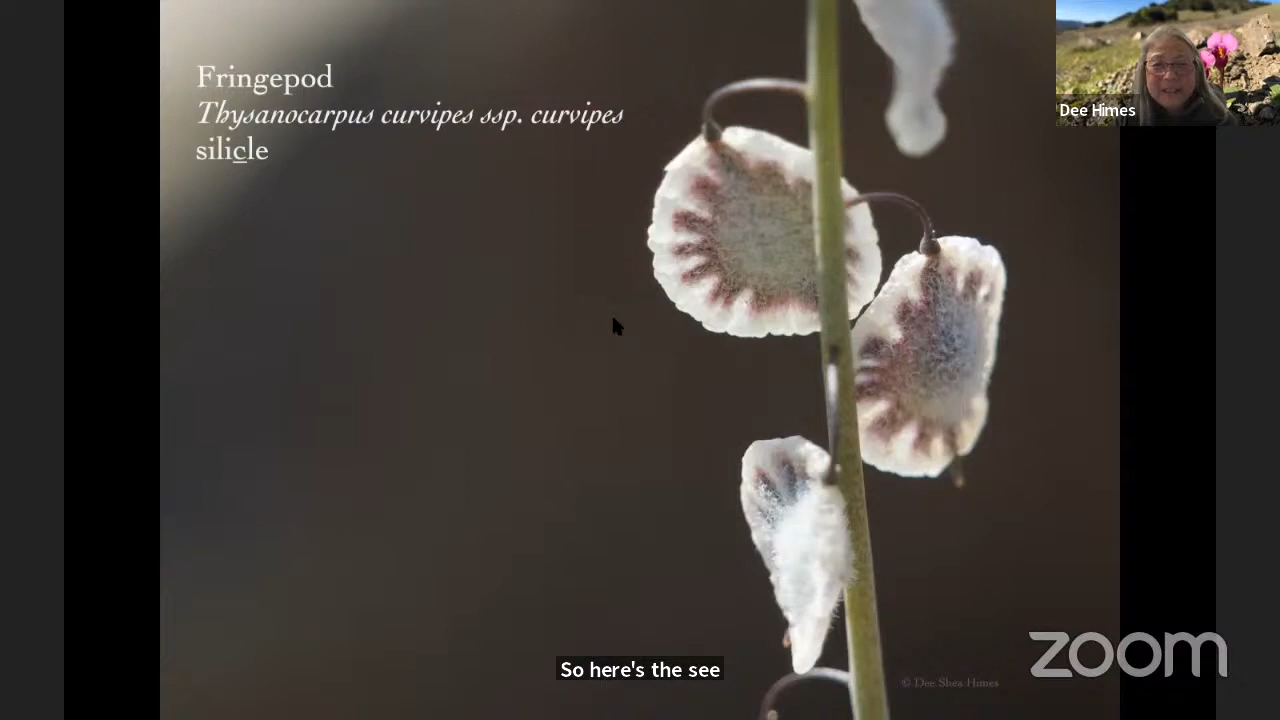 Fringepod
Thysanocarpus curvipes ssp. curvipes
silicle
Dee Himes
So here's the see
zoom
© Dee Shea Himes